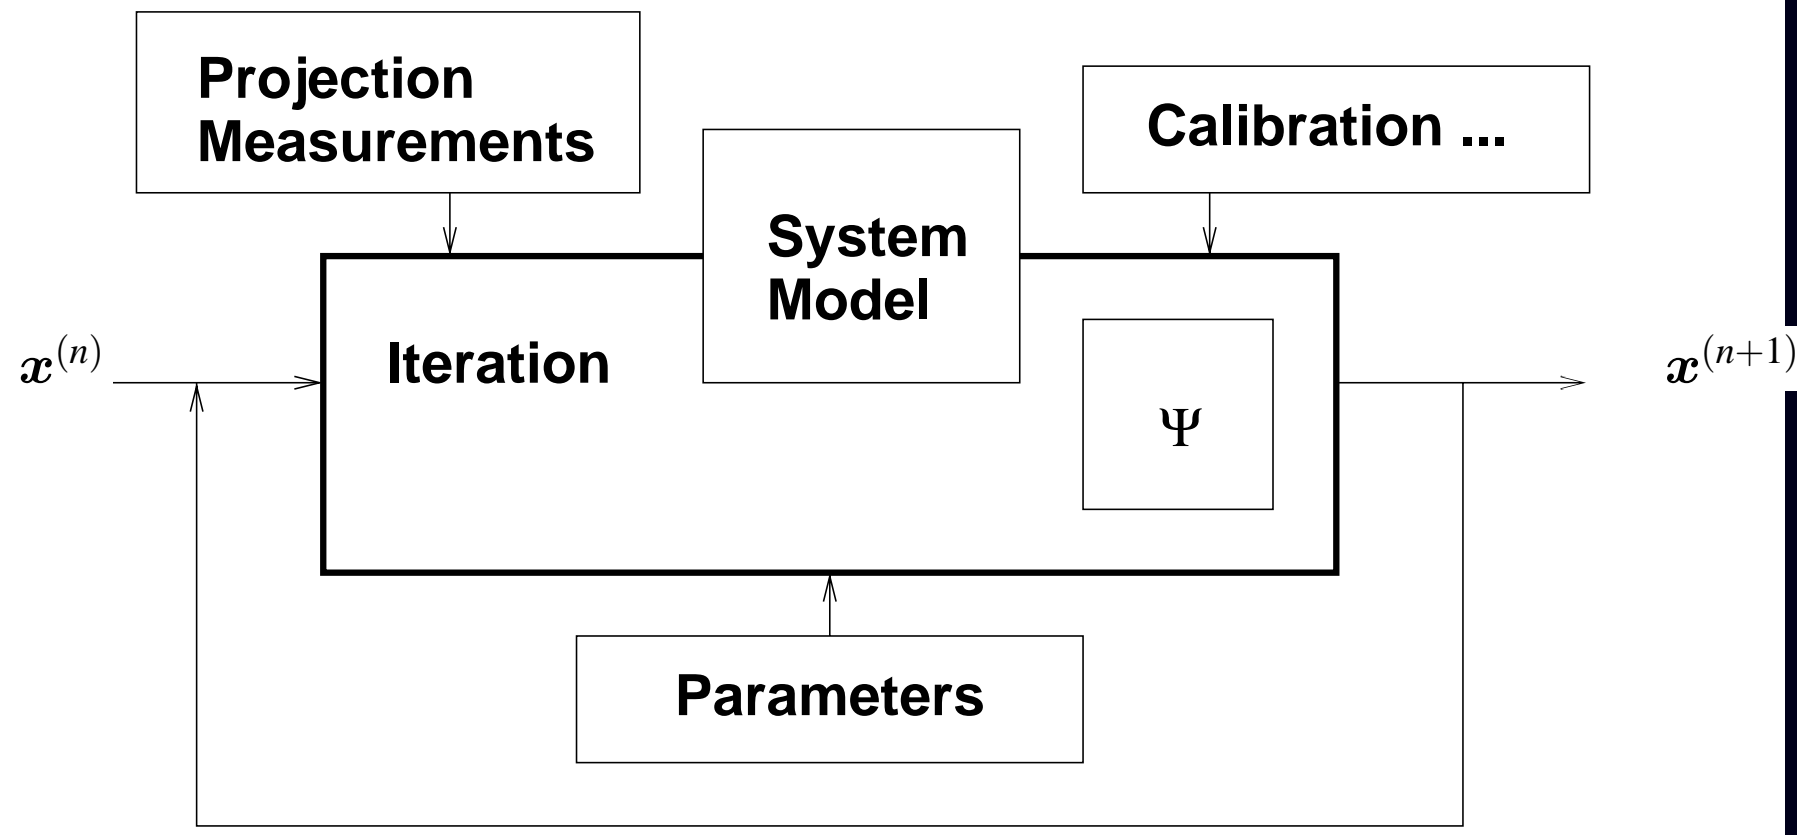 Projection
Measurements
Calibration ...
System
Model
Iteration
x^(n)
x^(n+1)
Ψ
Parameters